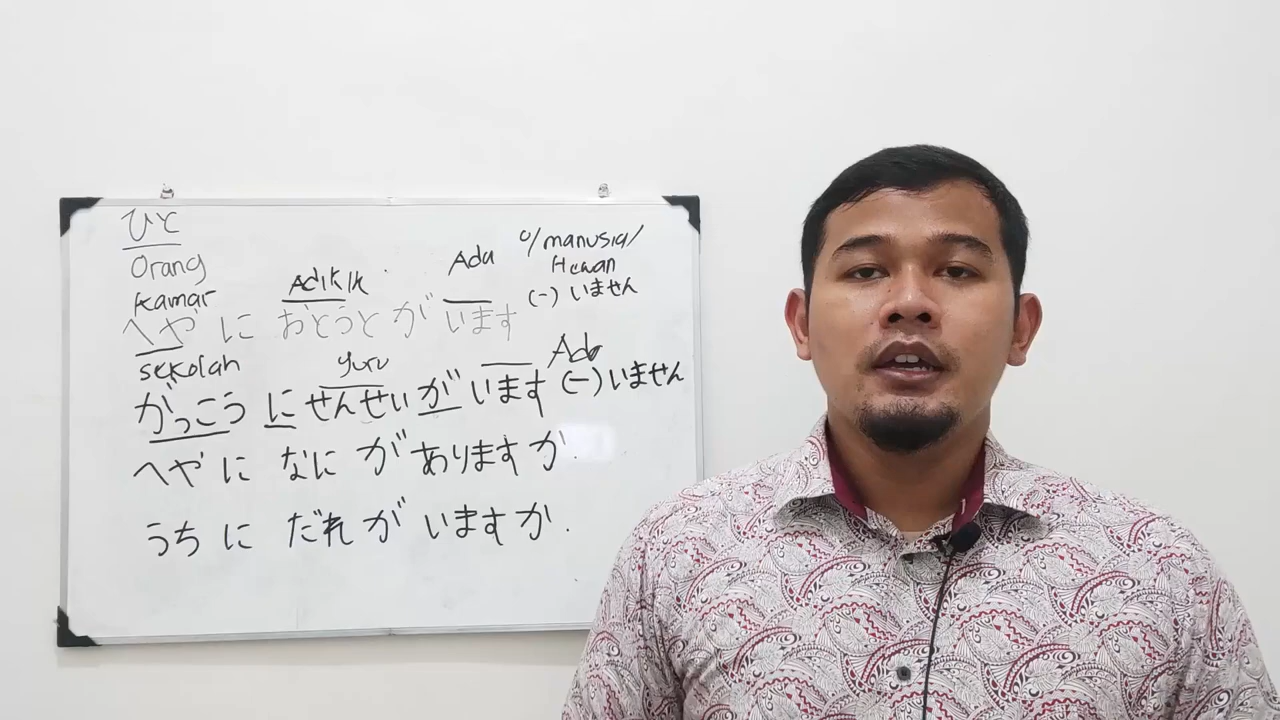 ひと
Orang
Ada u/manusia/
Hewan
Kamar Adik lk (-) いません
へや に おとうと が います
sekolah guru Ada
がっこう に せんせい が います (-) いません
へや に なに が あります か.
うち に だれ が います か.